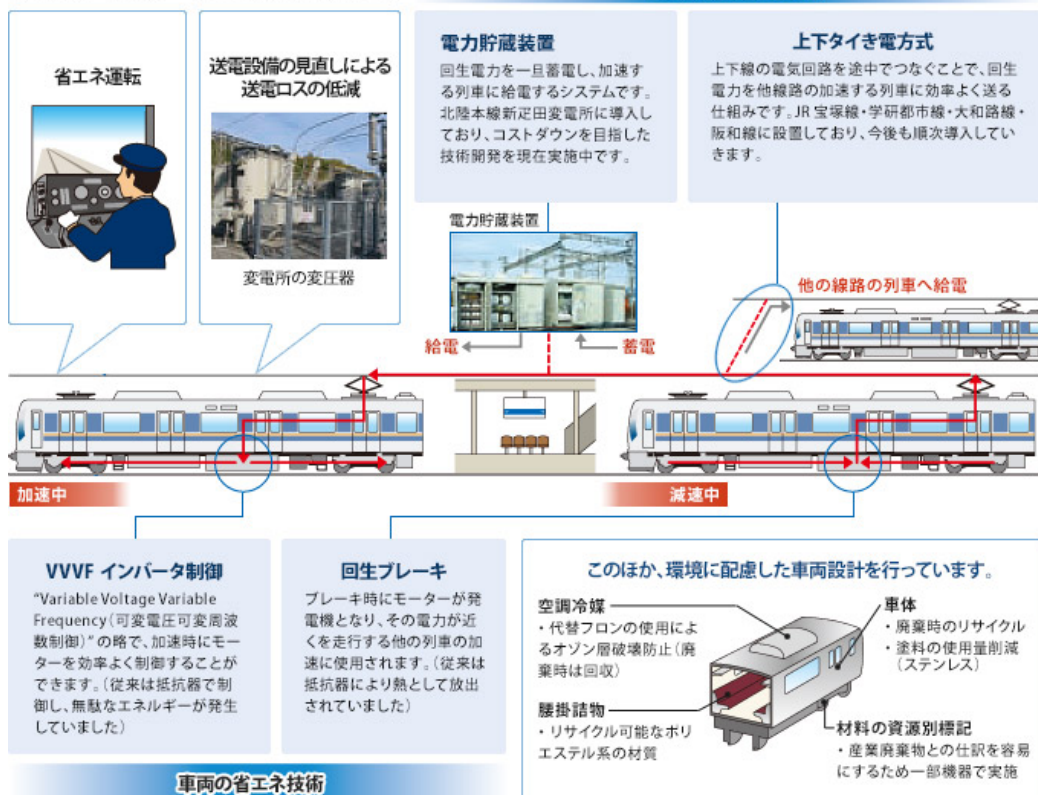 省エネ運転
送電設備の見直しによる
送電ロスの低減
変電所の変圧器
電力貯蔵装置
回生電力を一旦蓄電し、加速す
る列車に給電するシステムです。
北陸本線新疋田変電所に導入し
ており、コストダウンを目指した
技術開発を現在実施中です。
上下タイき電方式
上下線の電気回路を途中でつなぐことで、回生
電力を他線路の加速する列車に効率よく送る
仕組みです。JR宝塚線・学研都市線・大和路線・
阪和線に設置しており、今後も順次導入してい
きます。
電力貯蔵装置
給電
蓄電
他の線路の列車へ給電
加速中
減速中
VVVF インバータ制御
“Variable Voltage Variable
Frequency(可変電圧可変周波
数制御)”の略で、加速時にモー
ターを効率よく制御することが
できます。(従来は抵抗器で制
御し、無駄なエネルギーが発生
していました)
回生ブレーキ
ブレーキ時にモーターが発
電機となり、その電力が近
くを走行する他の列車の加
速に使用されます。(従来は
抵抗器により熱として放出
されていました)
このほか、環境に配慮した車両設計を行っています。
空調冷媒
・代替フロンの使用によ
るオゾン層破壊防止(廃
棄時は回収)
腰掛詰物
・リサイクル可能なポリ
エステル系の材質
車体
・廃棄時のリサイクル
・塗料の使用量削減
(ステンレス)
材料の資源別標記
・産業廃棄物との仕訳を容易
にするため一部機器で実施
車両の省エネ技術